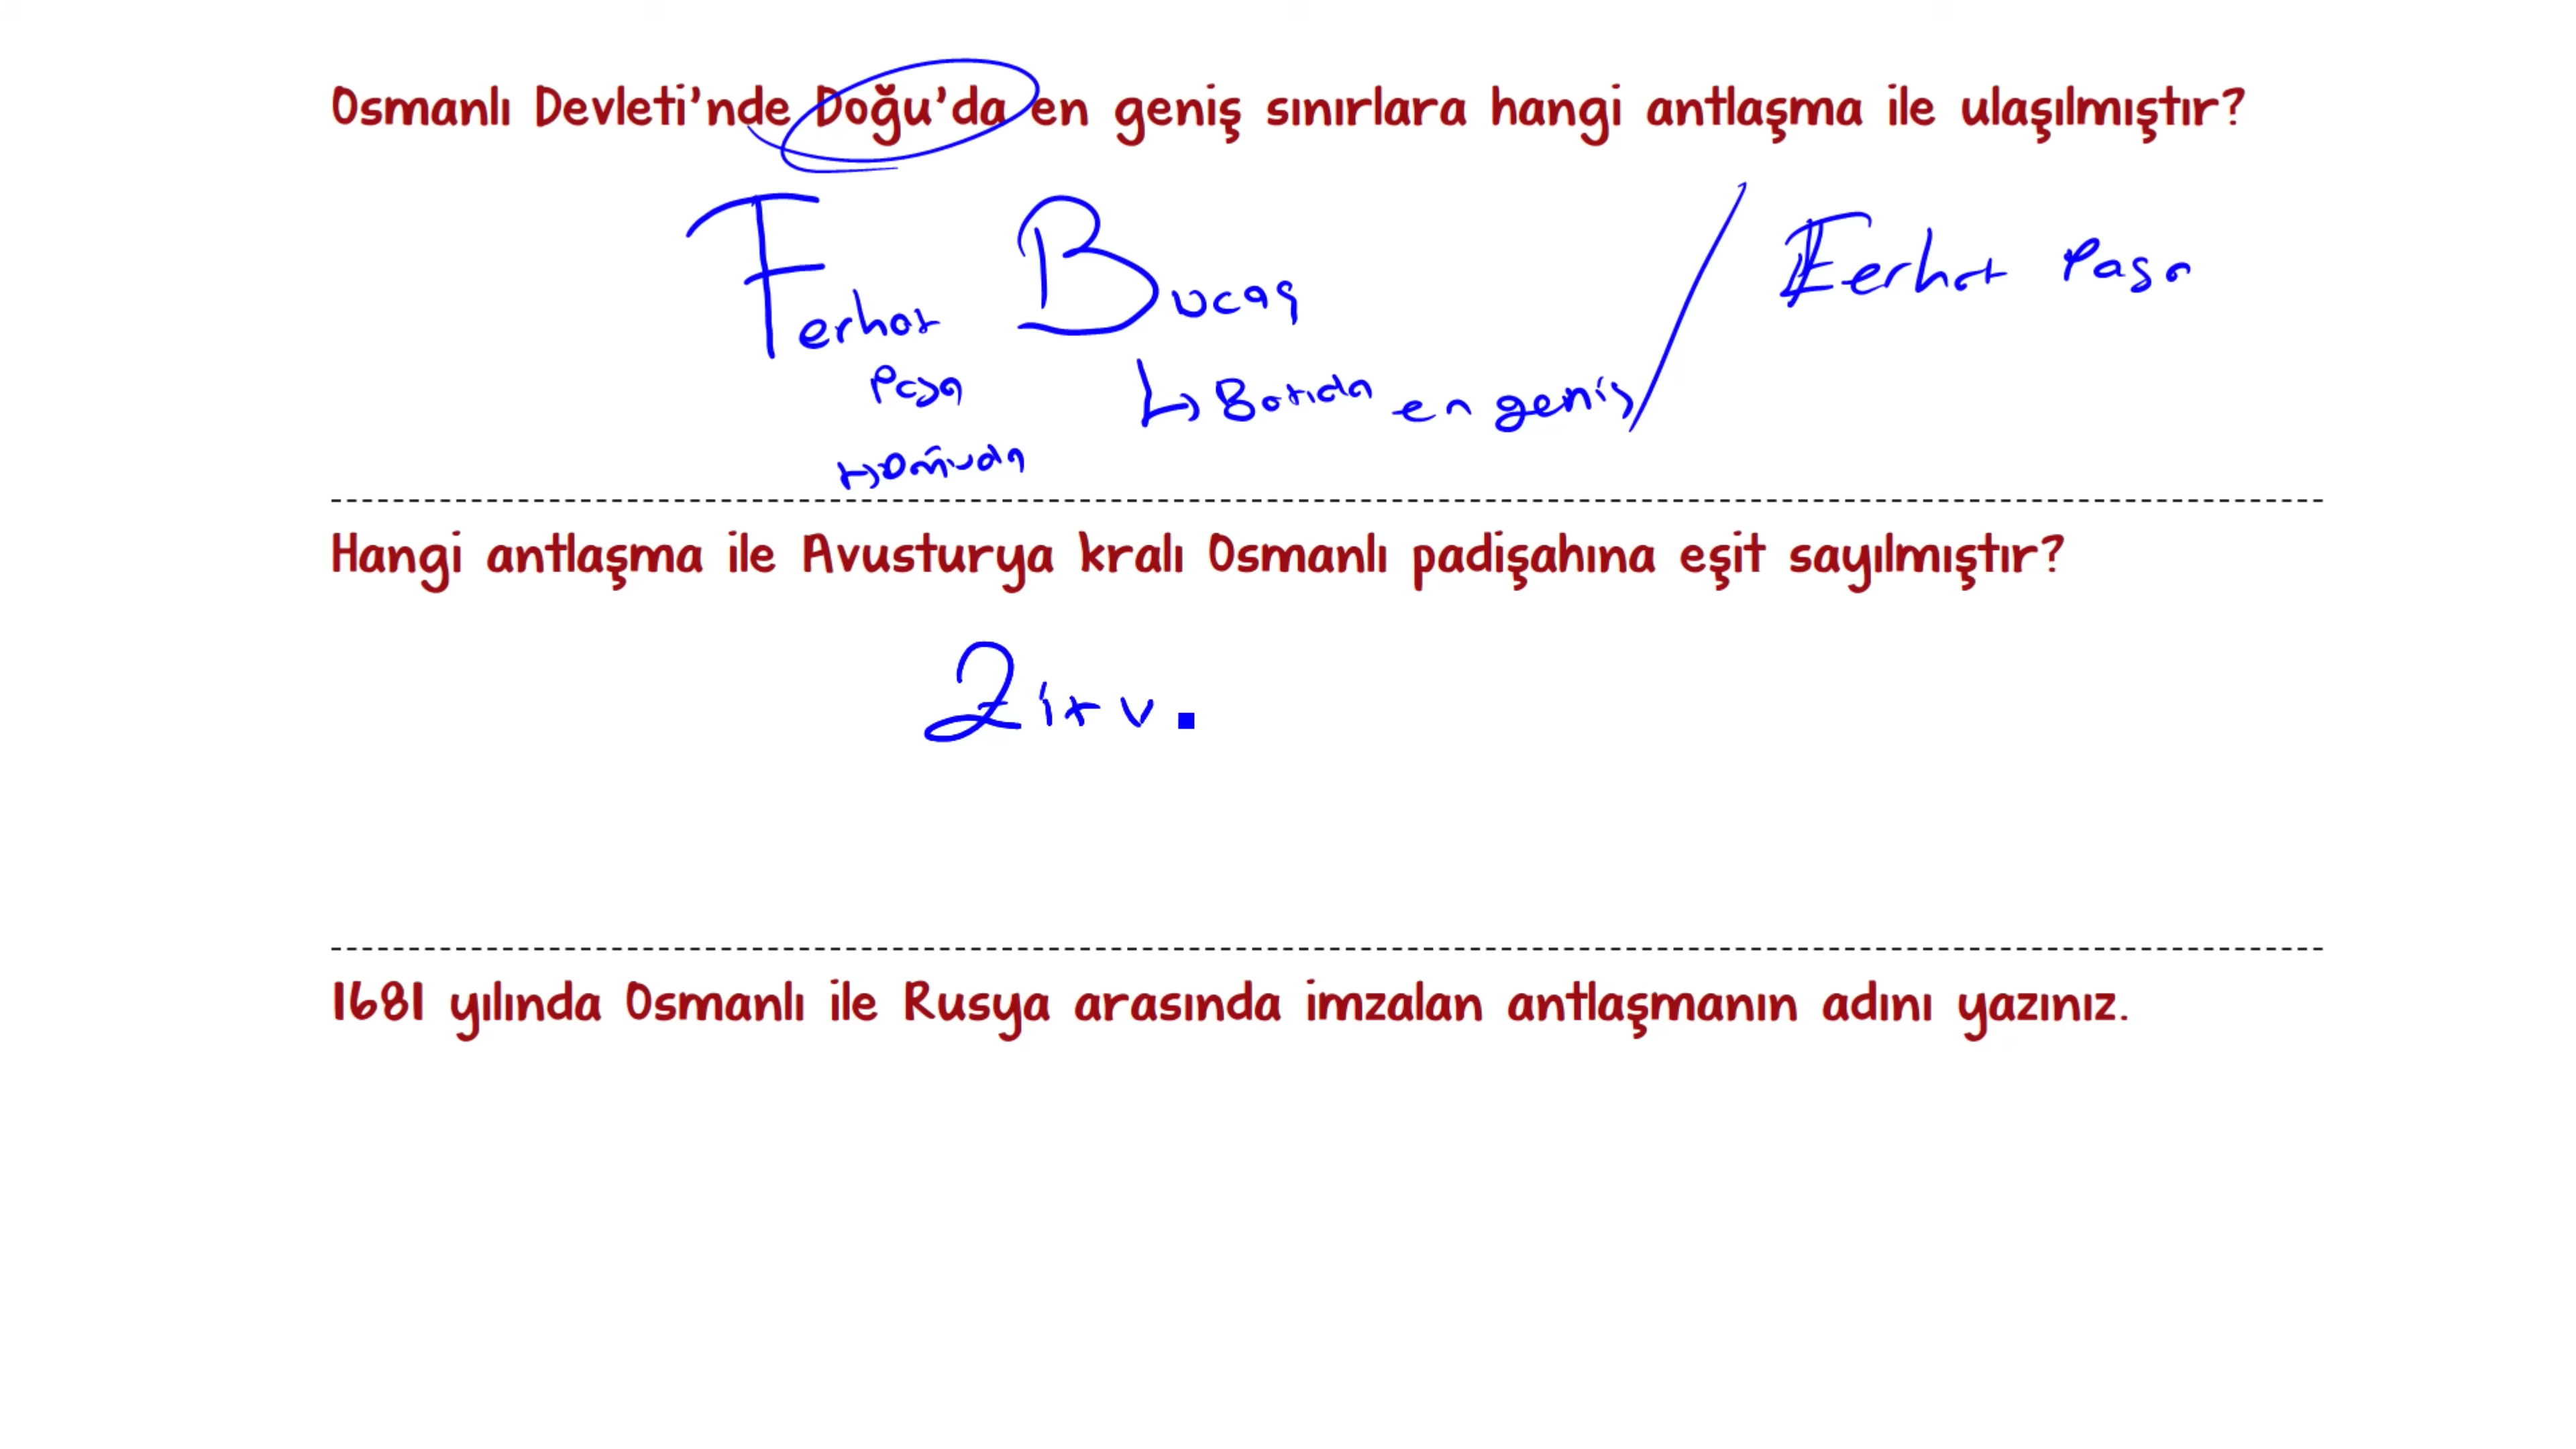 Osmanlı Devleti'nde Doğu'da en geniş sınırlara hangi antlaşma ile ulaşılmıştır?
Ferhat Bucaş / Ferhat Paşa
Paşa ↳ Batıda en geniş
↳ Doğuda
Hangi antlaşma ile Avusturya kralı Osmanlı padişahına eşit sayılmıştır?
Zitv
1681 yılında Osmanlı ile Rusya arasında imzalan antlaşmanın adını yazınız.